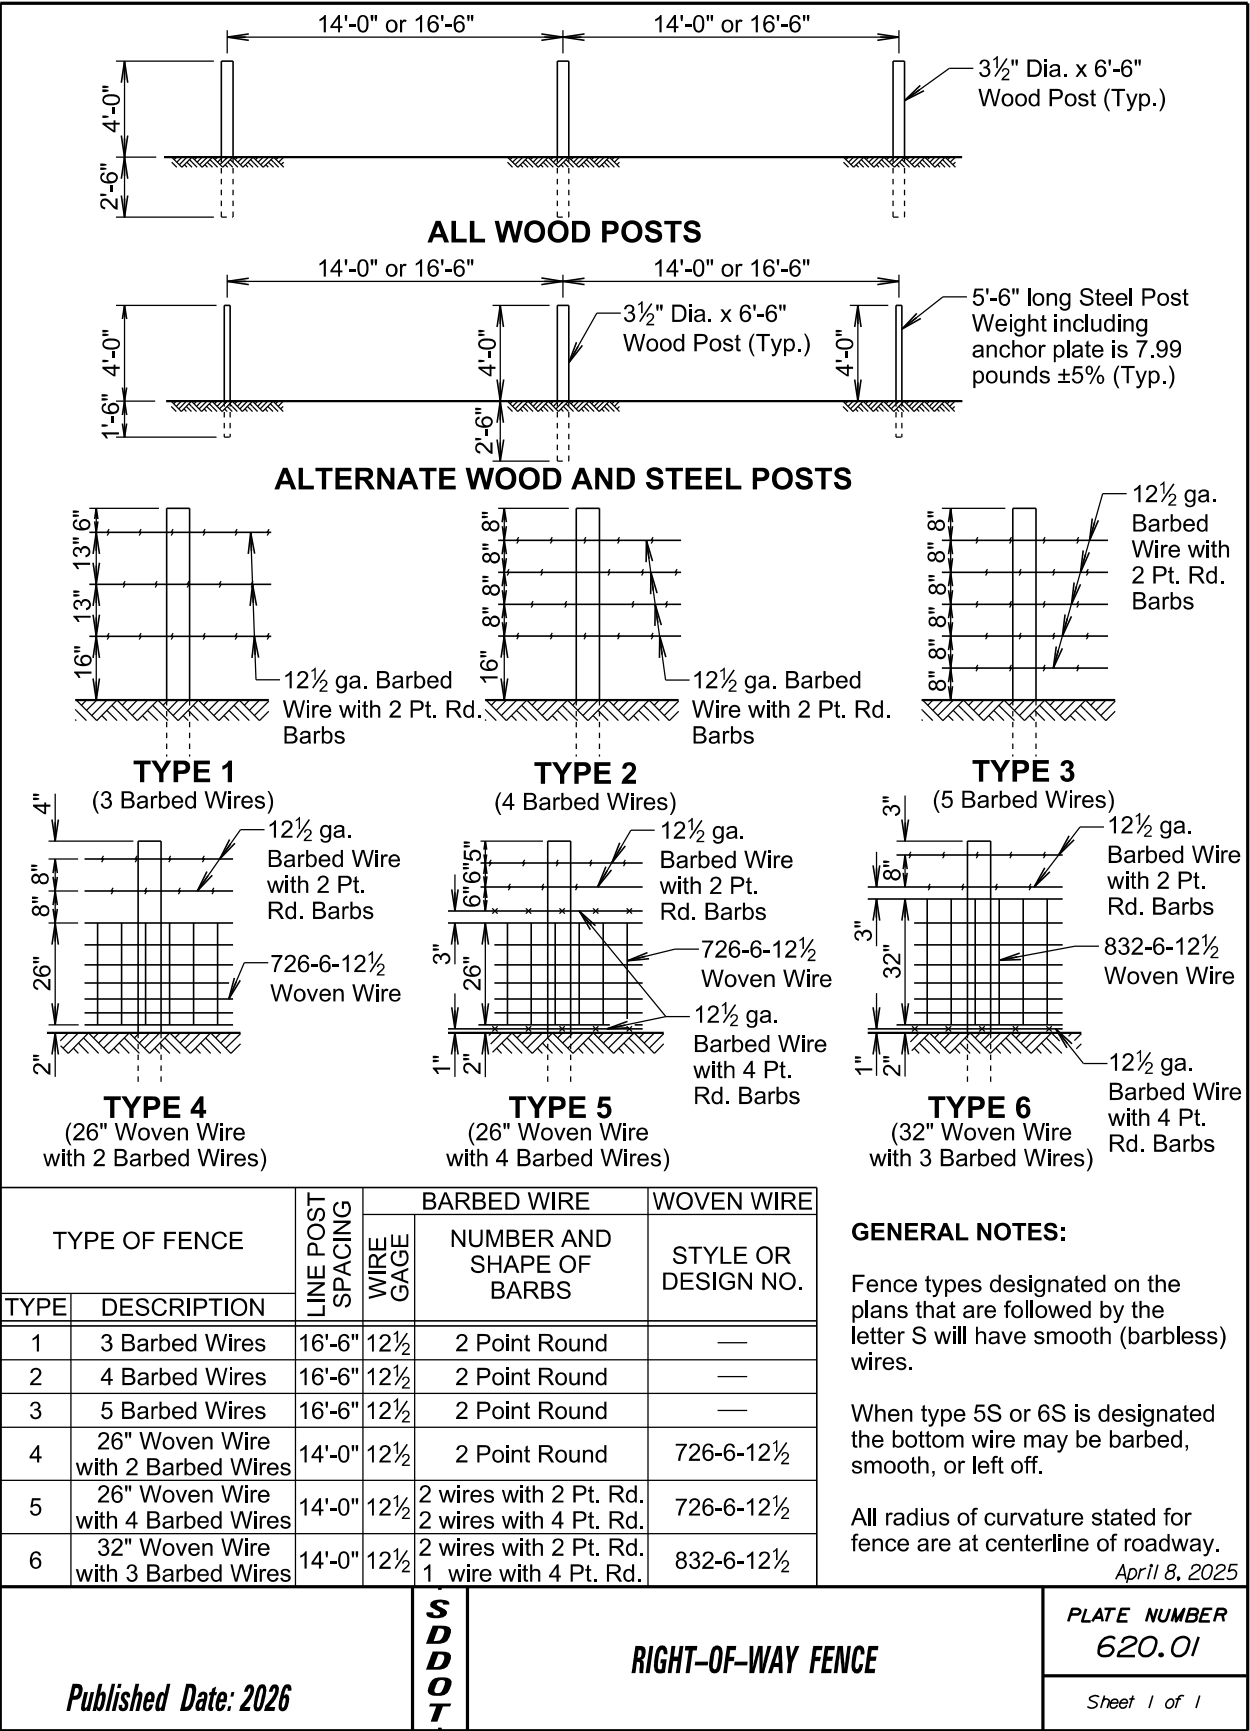 14'-0" or 16'-6"
14'-0" or 16'-6"
4'-0"
2'-6"
3½" Dia. x 6'-6"
Wood Post (Typ.)
ALL WOOD POSTS
14'-0" or 16'-6"
14'-0" or 16'-6"
4'-0"
1'-6"
4'-0"
2'-6"
3½" Dia. x 6'-6"
Wood Post (Typ.)
4'-0"
5'-6" long Steel Post
Weight including
anchor plate is 7.99
pounds ±5% (Typ.)
ALTERNATE WOOD AND STEEL POSTS
6"
13"
13"
16"
12½ ga. Barbed
Wire with 2 Pt. Rd.
Barbs
TYPE 1
(3 Barbed Wires)
8"
8"
8"
8"
16"
12½ ga. Barbed
Wire with 2 Pt. Rd.
Barbs
TYPE 2
(4 Barbed Wires)
8"
8"
8"
8"
8"
8"
12½ ga.
Barbed
Wire with
2 Pt. Rd.
Barbs
TYPE 3
(5 Barbed Wires)
4"
8"
8"
26"
2"
12½ ga.
Barbed Wire
with 2 Pt.
Rd. Barbs
726-6-12½
Woven Wire
TYPE 4
(26" Woven Wire
with 2 Barbed Wires)
5"
6"
6"
3"
26"
1"
2"
12½ ga.
Barbed Wire
with 2 Pt.
Rd. Barbs
726-6-12½
Woven Wire
12½ ga.
Barbed Wire
with 4 Pt.
Rd. Barbs
TYPE 5
(26" Woven Wire
with 4 Barbed Wires)
3"
8"
3"
32"
1"
2"
12½ ga.
Barbed Wire
with 2 Pt.
Rd. Barbs
832-6-12½
Woven Wire
12½ ga.
Barbed Wire
with 4 Pt.
Rd. Barbs
TYPE 6
(32" Woven Wire
with 3 Barbed Wires)
TYPE OF FENCE
LINE POST
SPACING
BARBED WIRE
WOVEN WIRE
WIRE
GAGE
NUMBER AND
SHAPE OF
BARBS
STYLE OR
DESIGN NO.
TYPE DESCRIPTION
1 3 Barbed Wires 16'-6" 12½ 2 Point Round —
2 4 Barbed Wires 16'-6" 12½ 2 Point Round —
3 5 Barbed Wires 16'-6" 12½ 2 Point Round —
4 26" Woven Wire
with 2 Barbed Wires 14'-0" 12½ 2 Point Round 726-6-12½
5 26" Woven Wire
with 4 Barbed Wires 14'-0" 12½ 2 wires with 2 Pt. Rd.
2 wires with 4 Pt. Rd. 726-6-12½
6 32" Woven Wire
with 3 Barbed Wires 14'-0" 12½ 2 wires with 2 Pt. Rd.
1 wire with 4 Pt. Rd. 832-6-12½
GENERAL NOTES:
Fence types designated on the
plans that are followed by the
letter S will have smooth (barbless)
wires.
When type 5S or 6S is designated
the bottom wire may be barbed,
smooth, or left off.
All radius of curvature stated for
fence are at centerline of roadway.
April 8, 2025
Published Date: 2026
SDDOT
RIGHT-OF-WAY FENCE
PLATE NUMBER
620.01
Sheet 1 of 1